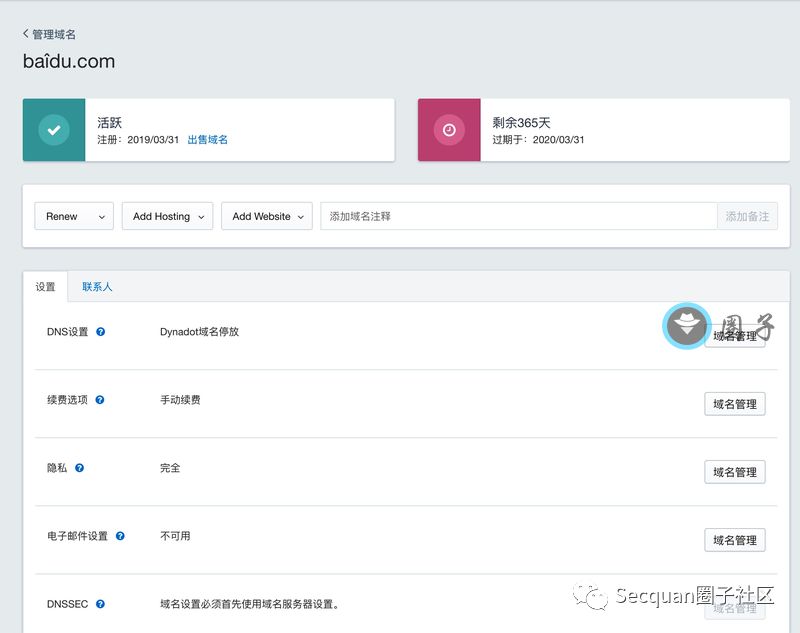 管理域名
baîdu.com
活跃
注册: 2019/03/31 出售域名
剩余365天
过期于: 2020/03/31
Renew
Add Hosting
Add Website
添加域名注释
添加备注
设置
联系人
DNS设置
Dynadot域名停放
域名管理
圈子
续费选项
手动续费
域名管理
隐私
完全
域名管理
电子邮件设置
不可用
域名管理
DNSSEC
域名设置必须首先使用域名服务器设置。
域名管理
Secquan圈子社区